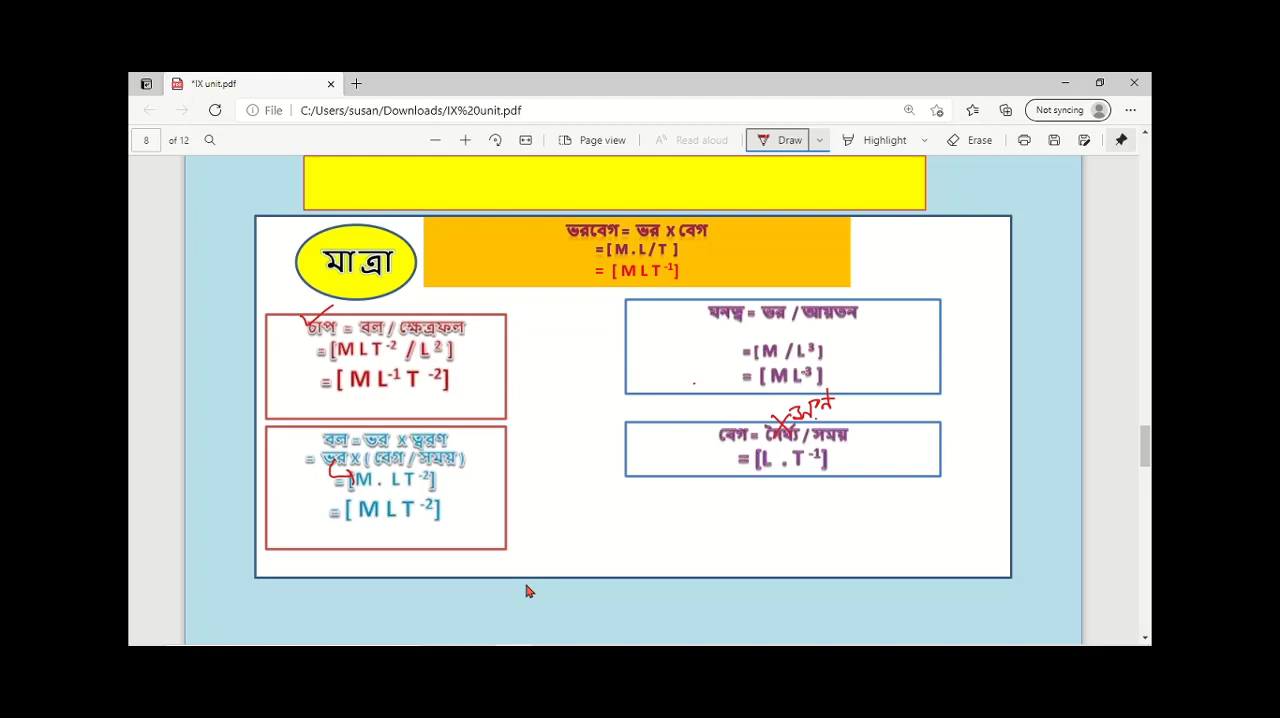 *IX unit.pdf
File C:/Users/susan/Downloads/IX%20unit.pdf Not syncing
8 of 12 Page view Read aloud Draw Highlight Erase
মাত্রা
ভরবেগ = ভর X বেগ
= [ M . L / T ]
= [ M L T -1]
চাপ = বল / ক্ষেত্রফল
= [M L T -2 / L 2 ]
= [ M L-1 T -2]
ঘনত্ব = ভর / আয়তন
= [ M / L 3 ]
= [ M L-3 ]
বল = ভর X ত্বরণ
= ভর X ( বেগ / সময় )
= [M . L T -2]
= [ M L T -2]
বেগ = দৈর্ঘ্য / সময়
= [L . T -1]